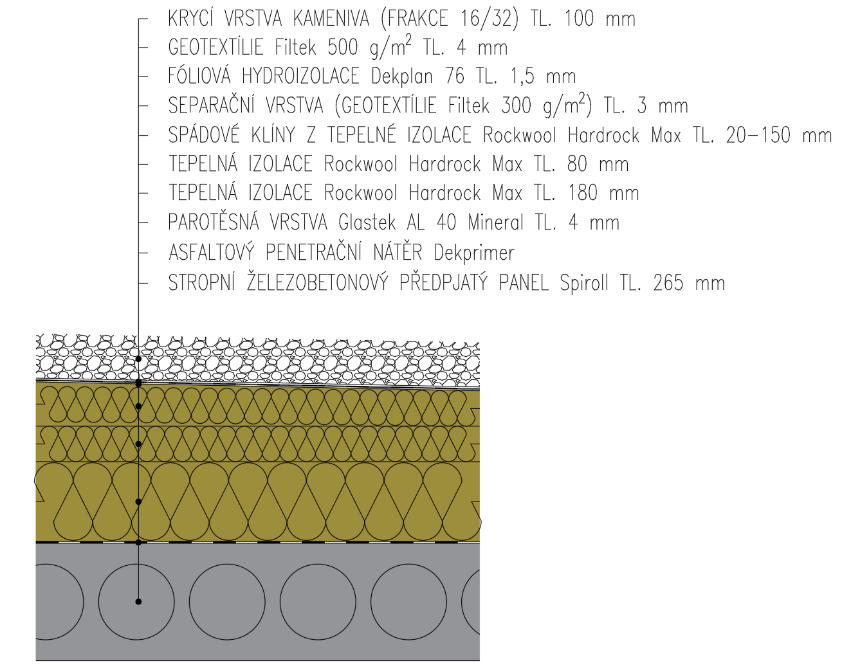 KRYCÍ VRSTVA KAMENIVA (FRAKCE 16/32) TL. 100 mm
GEOTEXTÍLIE Filtek 500 g/m² TL. 4 mm
FÓLIOVÁ HYDROIZOLACE Dekplan 76 TL. 1,5 mm
SEPARAČNÍ VRSTVA (GEOTEXTÍLIE Filtek 300 g/m²) TL. 3 mm
SPÁDOVÉ KLÍNY Z TEPELNÉ IZOLACE Rockwool Hardrock Max TL. 20-150 mm
TEPELNÁ IZOLACE Rockwool Hardrock Max TL. 80 mm
TEPELNÁ IZOLACE Rockwool Hardrock Max TL. 180 mm
PAROTĚSNÁ VRSTVA Glastek AL 40 Mineral TL. 4 mm
ASFALTOVÝ PENETRAČNÍ NÁTĚR Dekprimer
STROPNÍ ŽELEZOBETONOVÝ PŘEDPJATÝ PANEL Spiroll TL. 265 mm